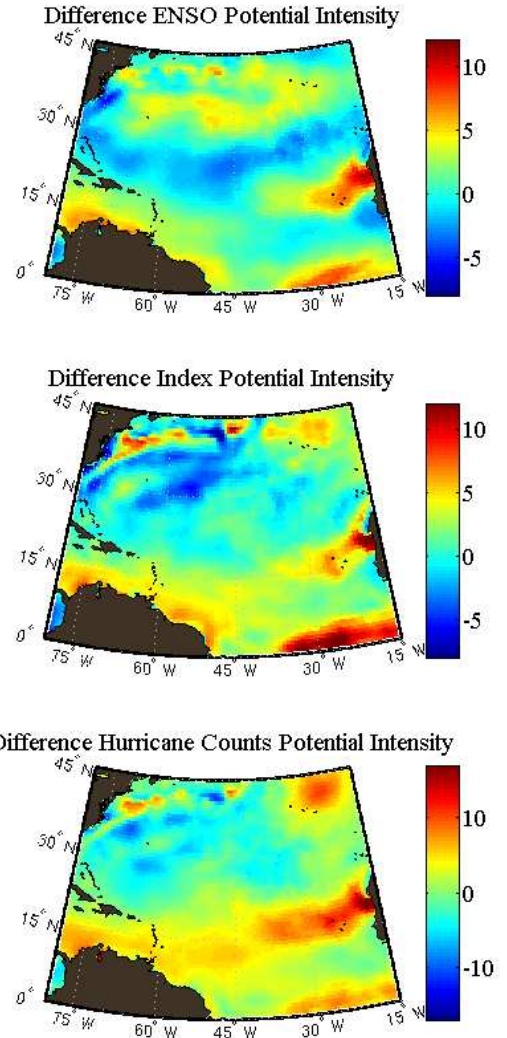 Difference ENSO Potential Intensity
45° N
30° N
15° N
0°
75° W
60° W
45° W
30° W
15° W
10
5
0
-5
Difference Index Potential Intensity
45° N
30° N
15° N
0°
75° W
60° W
45° W
30° W
15° W
10
5
0
-5
Difference Hurricane Counts Potential Intensity
45° N
30° N
15° N
0°
75° W
60° W
45° W
30° W
15° W
10
0
-10